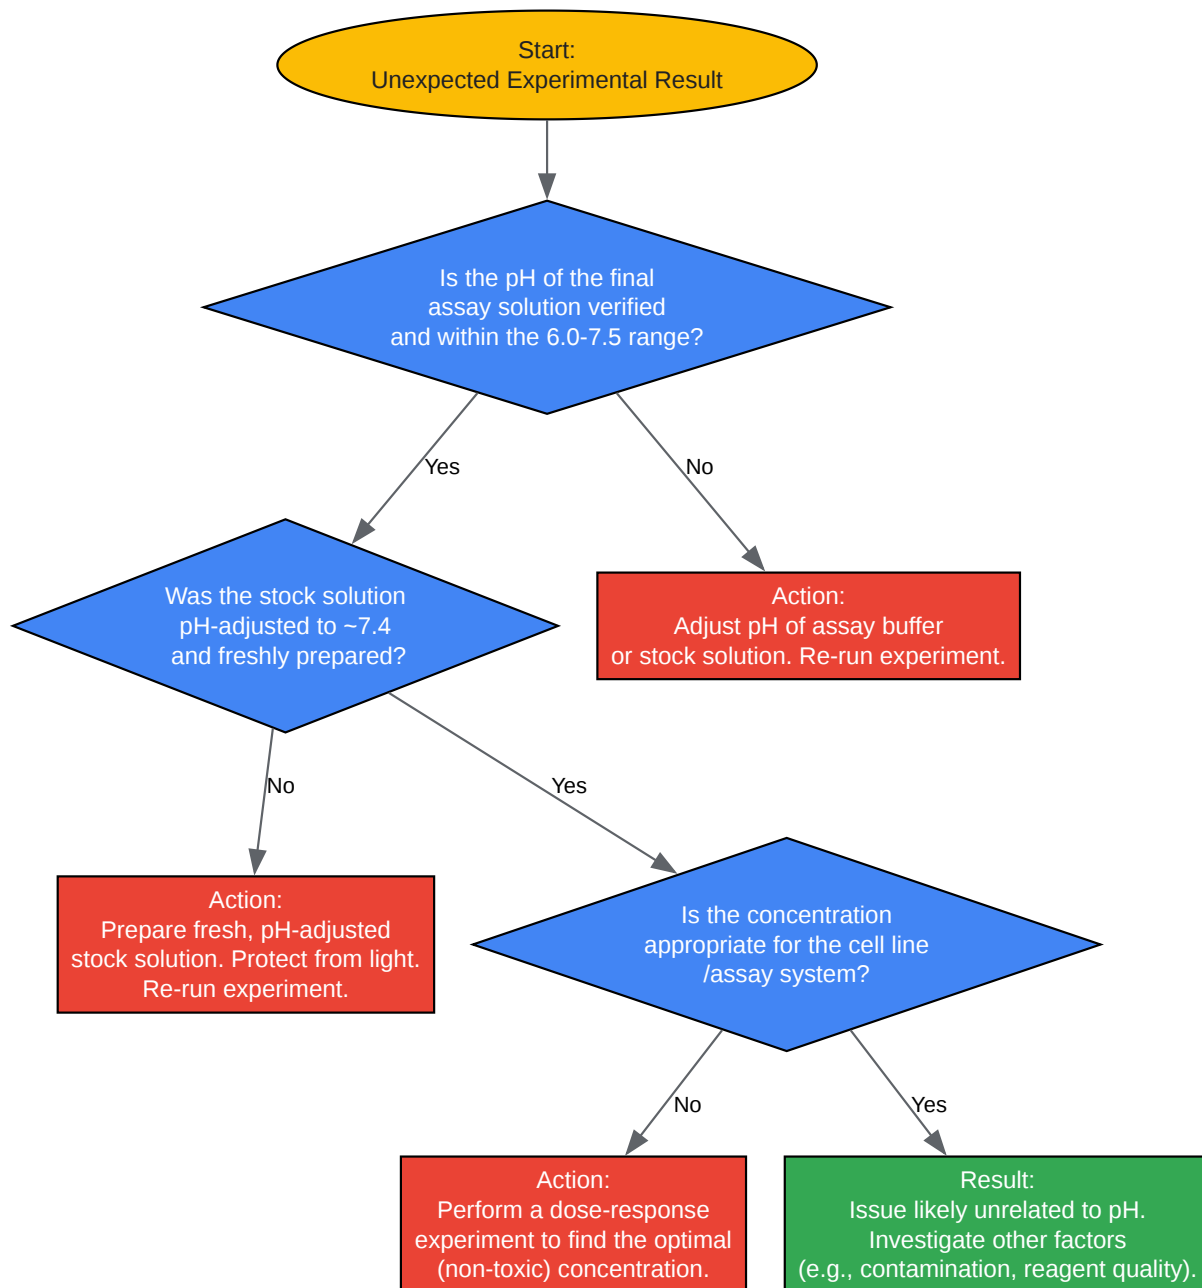 Start:
Unexpected Experimental Result
Is the pH of the final
assay solution verified
and within the 6.0-7.5 range?
Yes
No
Was the stock solution
pH-adjusted to ~7.4
and freshly prepared?
Action:
Adjust pH of assay buffer
or stock solution. Re-run experiment.
No
Yes
Action:
Prepare fresh, pH-adjusted
stock solution. Protect from light.
Re-run experiment.
Is the concentration
appropriate for the cell line
/assay system?
No
Yes
Action:
Perform a dose-response
experiment to find the optimal
(non-toxic) concentration.
Result:
Issue likely unrelated to pH.
Investigate other factors
(e.g., contamination, reagent quality).